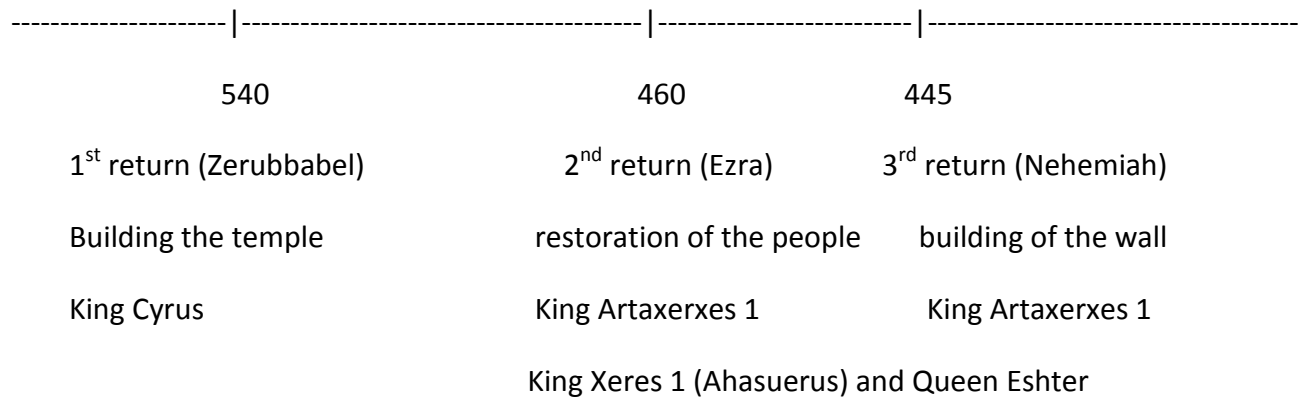 ----------------------|----------------------------------------|-------------------------|-------------------------------------
540 460 445
1st return (Zerubbabel) 2nd return (Ezra) 3rd return (Nehemiah)
Building the temple restoration of the people building of the wall
King Cyrus King Artaxerxes 1 King Artaxerxes 1
King Xeres 1 (Ahasuerus) and Queen Eshter